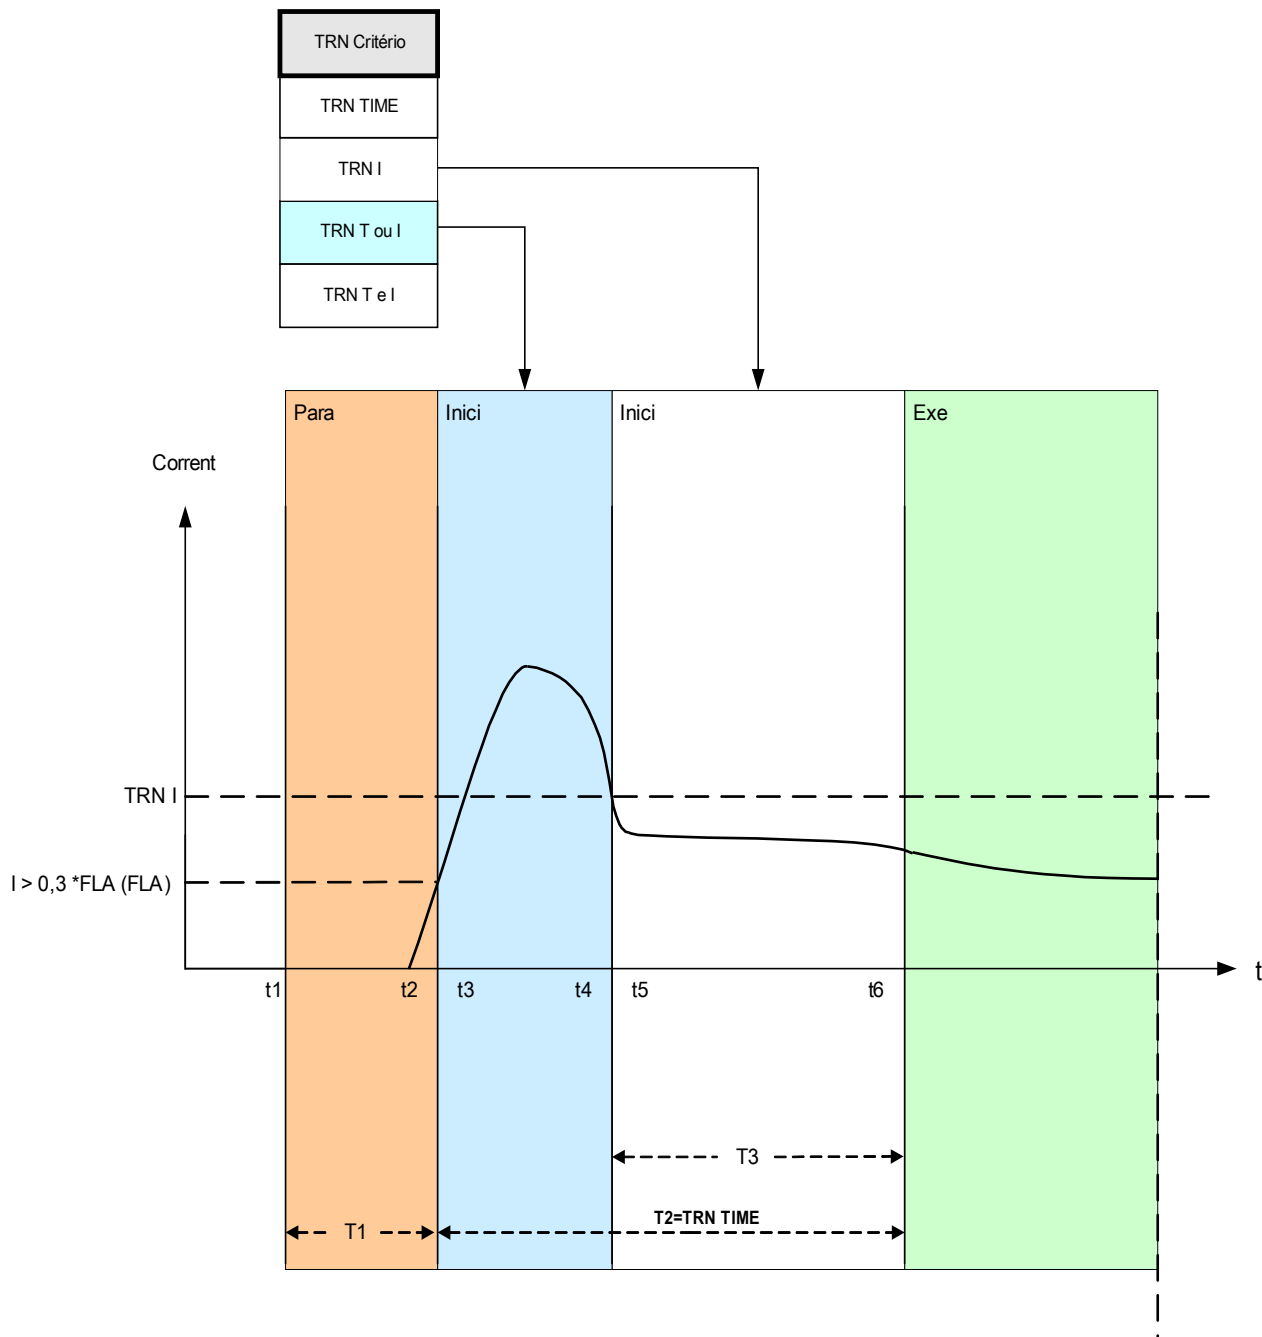 TRN Critério
TRN TIME
TRN I
TRN T ou I
TRN T e I
Para
Inici
Inici
Exe
Corrent
TRN I
I > 0,3 *FLA (FLA)
t1
t2
t3
t4
t5
t6
t
T3
T1
T2=TRN TIME